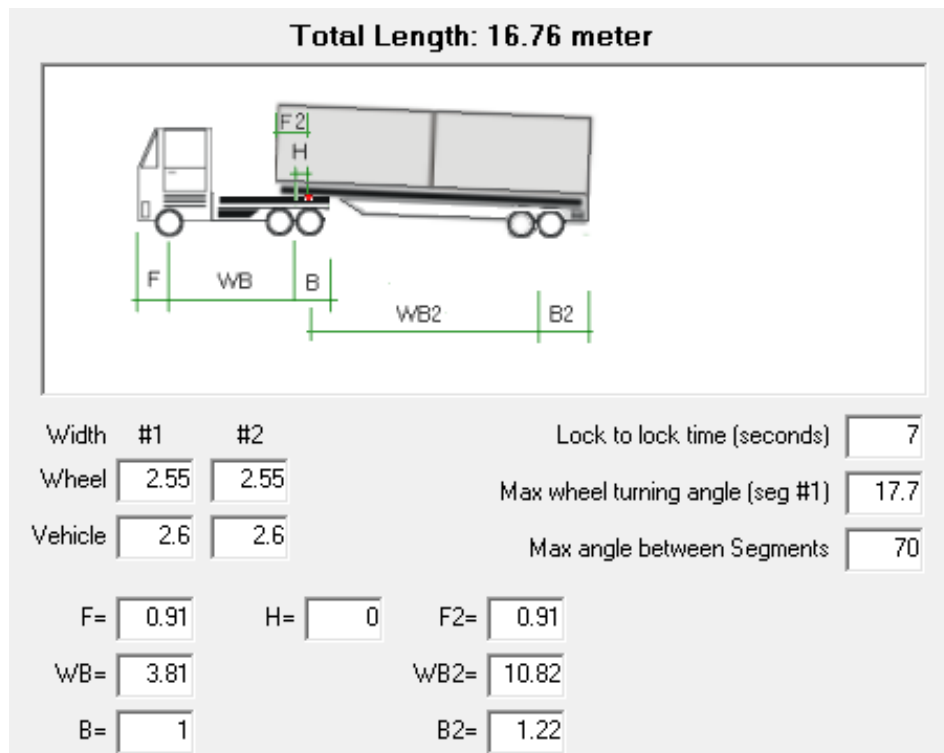 Total Length: 16.76 meter
F2
H
F WB B
WB2 B2
Width #1 #2
Lock to lock time (seconds) 7
Wheel 2.55 2.55
Max wheel turning angle (seg #1) 17.7
Vehicle 2.6 2.6
Max angle between Segments 70
F= 0.91 H= 0 F2= 0.91
WB= 3.81 WB2= 10.82
B= 1 B2= 1.22